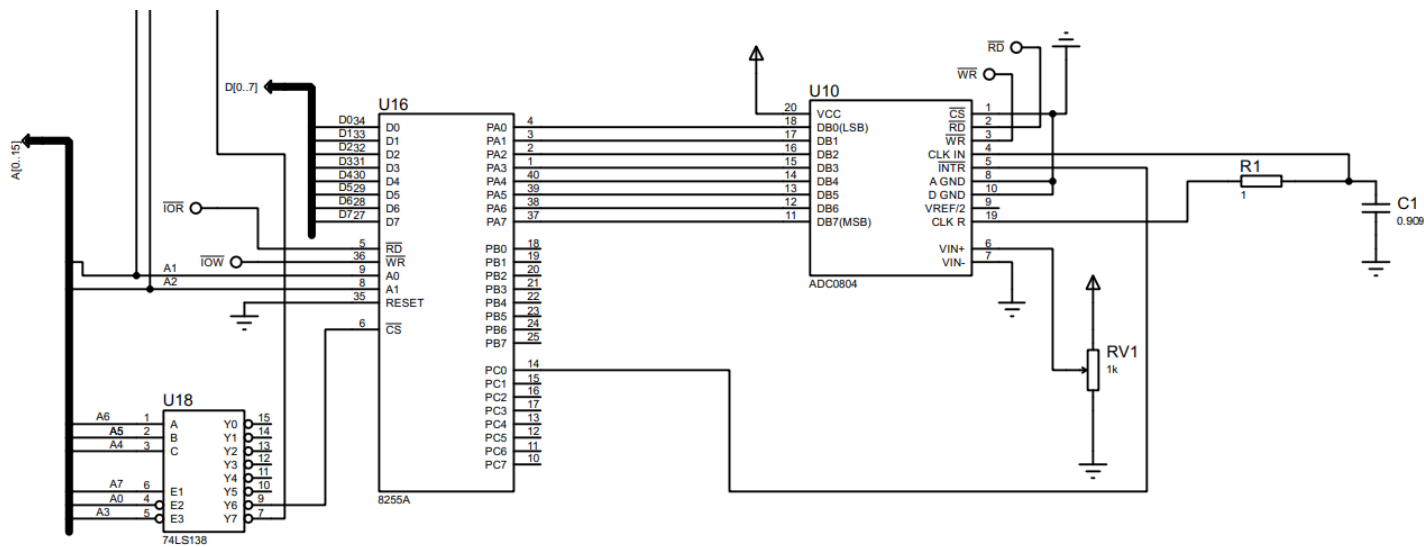 D[0..7]
A[0..15]
U16
D0 34 D0 PA0 4
D1 33 D1 PA1 3
D2 32 D2 PA2 2
D3 31 D3 PA3 1
D4 30 D4 PA4 40
D5 29 D5 PA5 39
D6 28 D6 PA6 38
D7 27 D7 PA7 37
IOR 5 RD PB0 18
IOW 36 WR PB1 19
A1 9 A0 PB2 20
A2 8 A1 PB3 21
35 RESET PB4 22
PB5 23
6 CS PB6 24
PB7 25
PC0 14
PC1 15
PC2 16
PC3 17
PC4 13
PC5 12
PC6 11
PC7 10
8255A
U18
A6 1 A Y0 15
A5 2 B Y1 14
A4 3 C Y2 13
Y3 12
Y4 11
A7 6 E1 Y5 10
A0 4 E2 Y6 9
A3 5 E3 Y7 7
74LS138
RD
WR
U10
20 VCC CS 1
18 DB0(LSB) RD 2
17 DB1 WR 3
16 DB2 CLK IN 4
15 DB3 INTR 5
14 DB4 A GND 8
13 DB5 D GND 10
12 DB6 VREF/2 9
11 DB7(MSB) CLK R 19
VIN+ 6
VIN- 7
ADC0804
R1
1
C1
0.909
RV1
1k